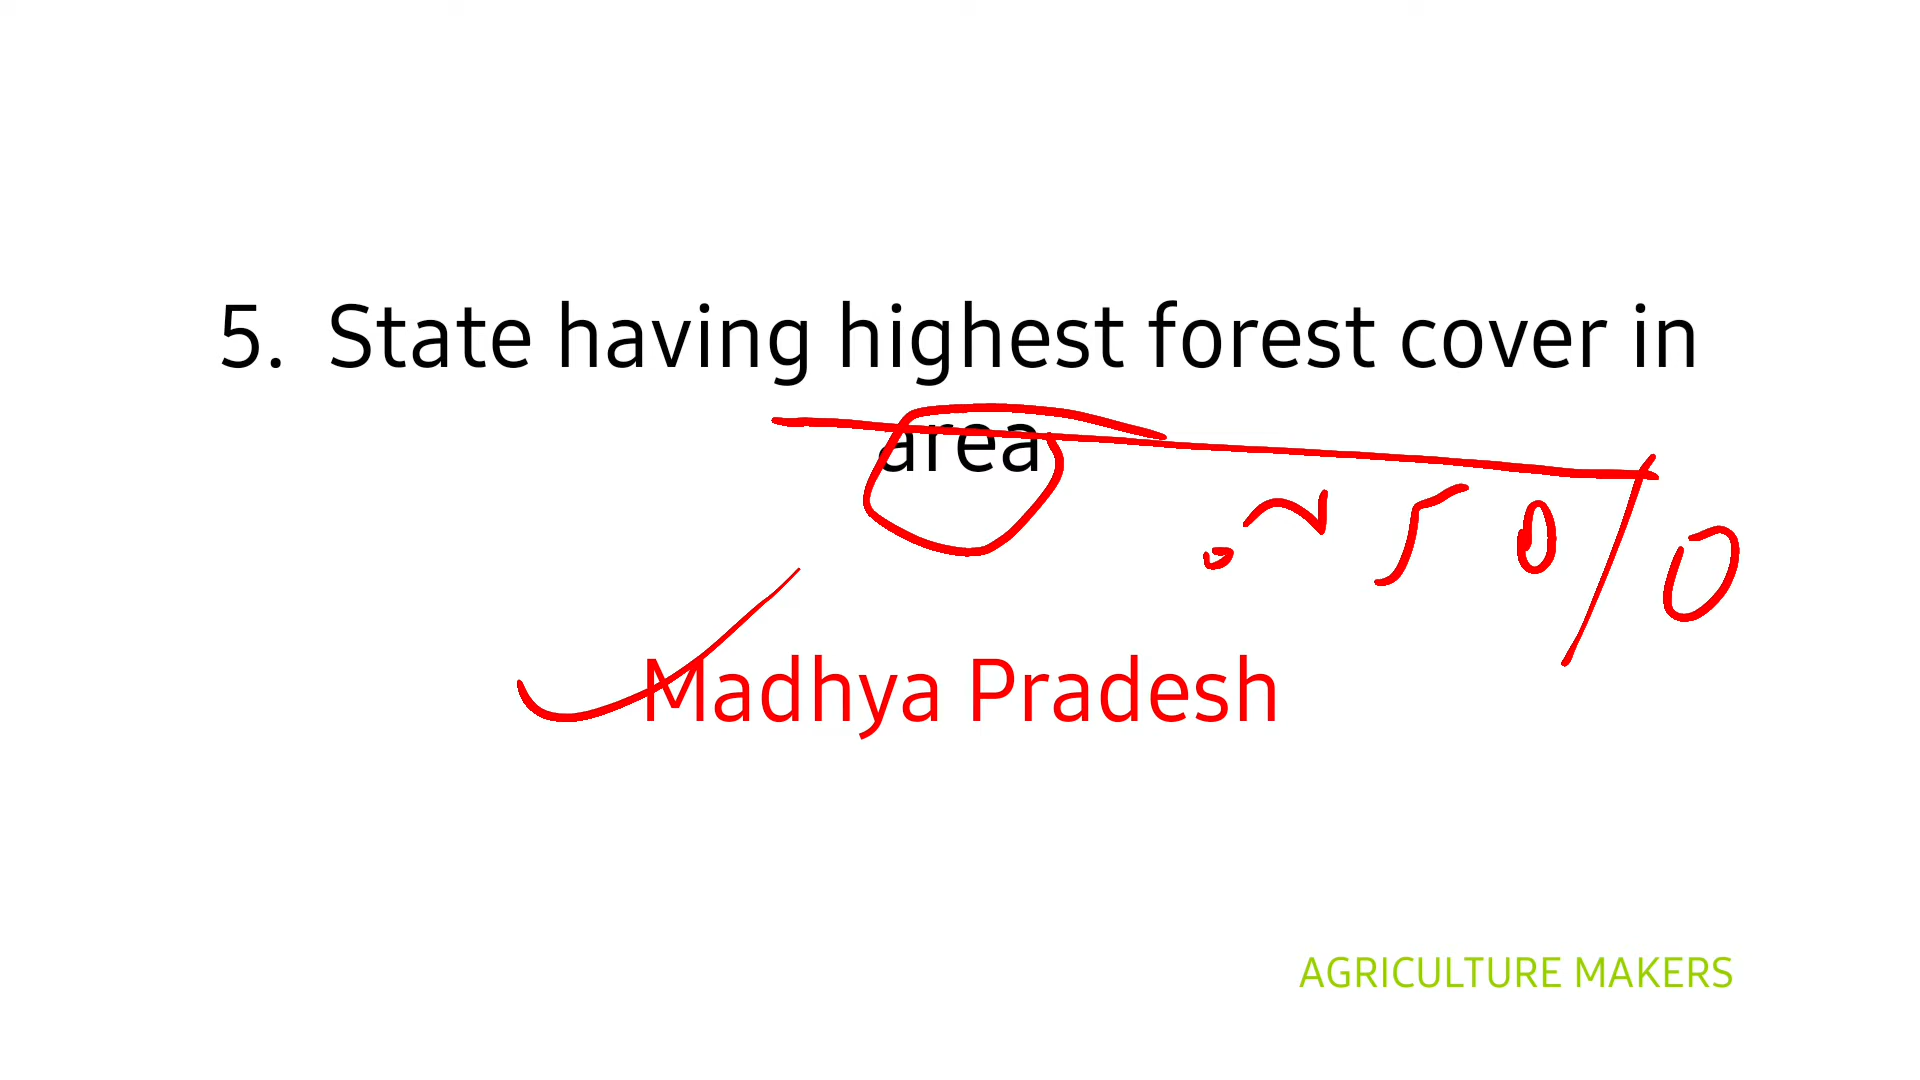 5. State having highest forest cover in
area
Madhya Pradesh
AGRICULTURE MAKERS